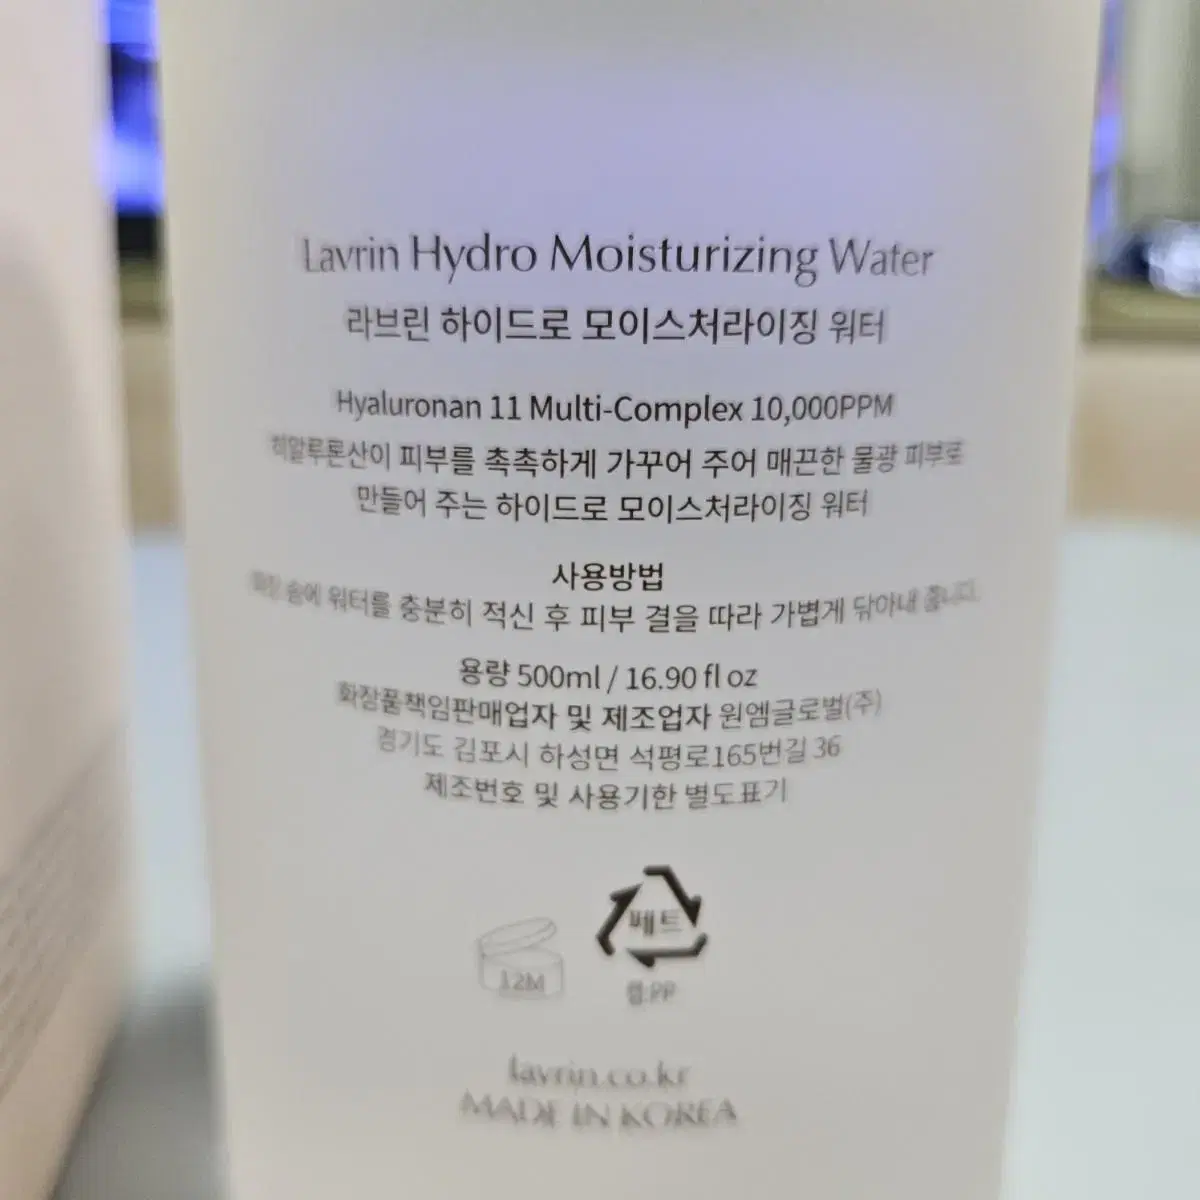 Lavrin Hydro Moisturizing Water
라브린 하이드로 모이스처라이징 워터
Hyaluronan 11 Multi-Complex 10,000PPM
히알루론산이 피부를 촉촉하게 가꾸어 주어 매끈한 물광 피부로
만들어 주는 하이드로 모이스처라이징 워터
사용방법
화장 솜에 워터를 충분히 적신 후 피부 결을 따라 가볍게 닦아내 줍니다.
용량 500ml / 16.90 fl oz
화장품책임판매업자 및 제조업자 원엠글로벌(주)
경기도 김포시 하성면 석평로165번길 36
제조번호 및 사용기한 별도표기
페트
12M
캡:PP
lavrin.co.kr
MADE IN KOREA